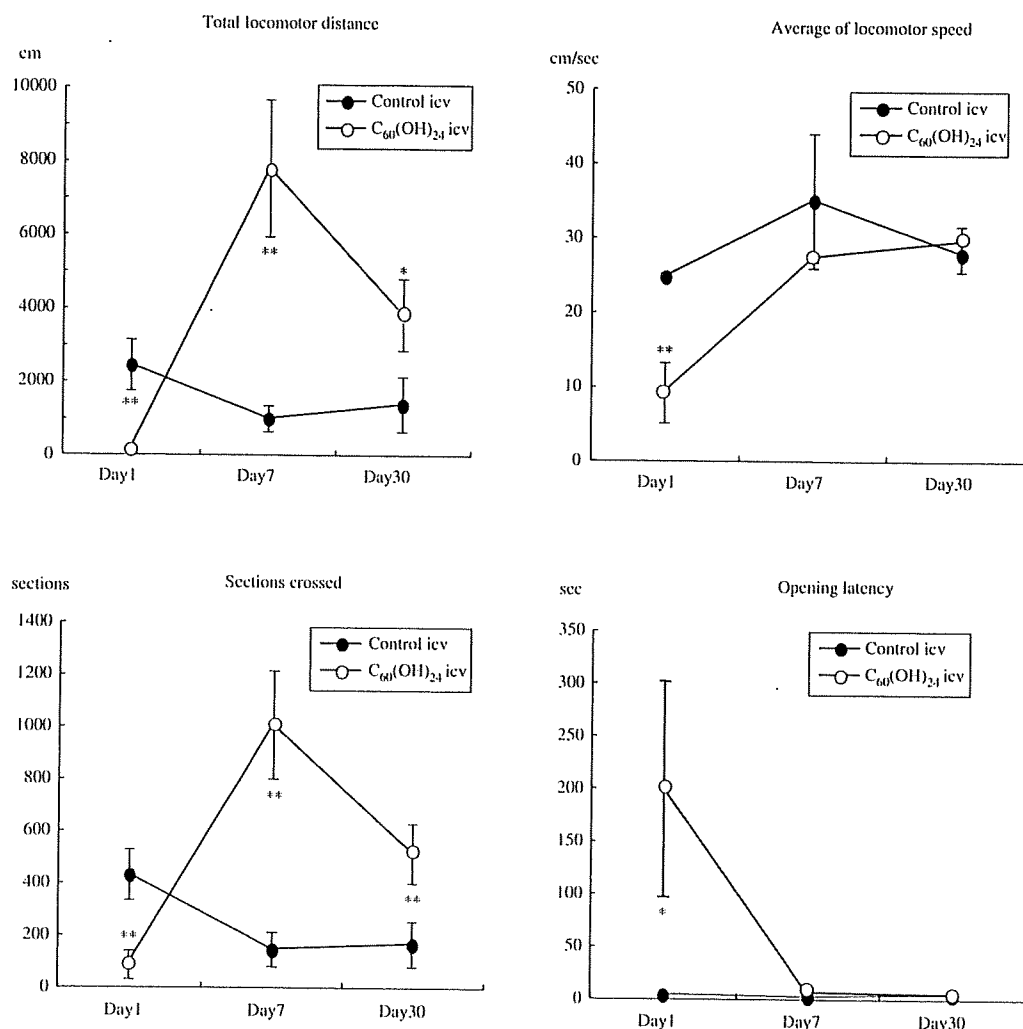 Total locomotor distance
cm
10000
8000
6000
4000
2000
0
Control icv
C60(OH)24 icv
**
**
*
Day1 Day7 Day30
Average of locomotor speed
cm/sec
50
40
30
20
10
0
Control icv
C60(OH)24 icv
**
Day1 Day7 Day30
Sections crossed
sections
1400
1200
1000
800
600
400
200
0
Control icv
C60(OH)24 icv
**
**
**
Day1 Day7 Day30
Opening latency
sec
350
300
250
200
150
100
50
0
Control icv
C60(OH)24 icv
*
Day1 Day7 Day30